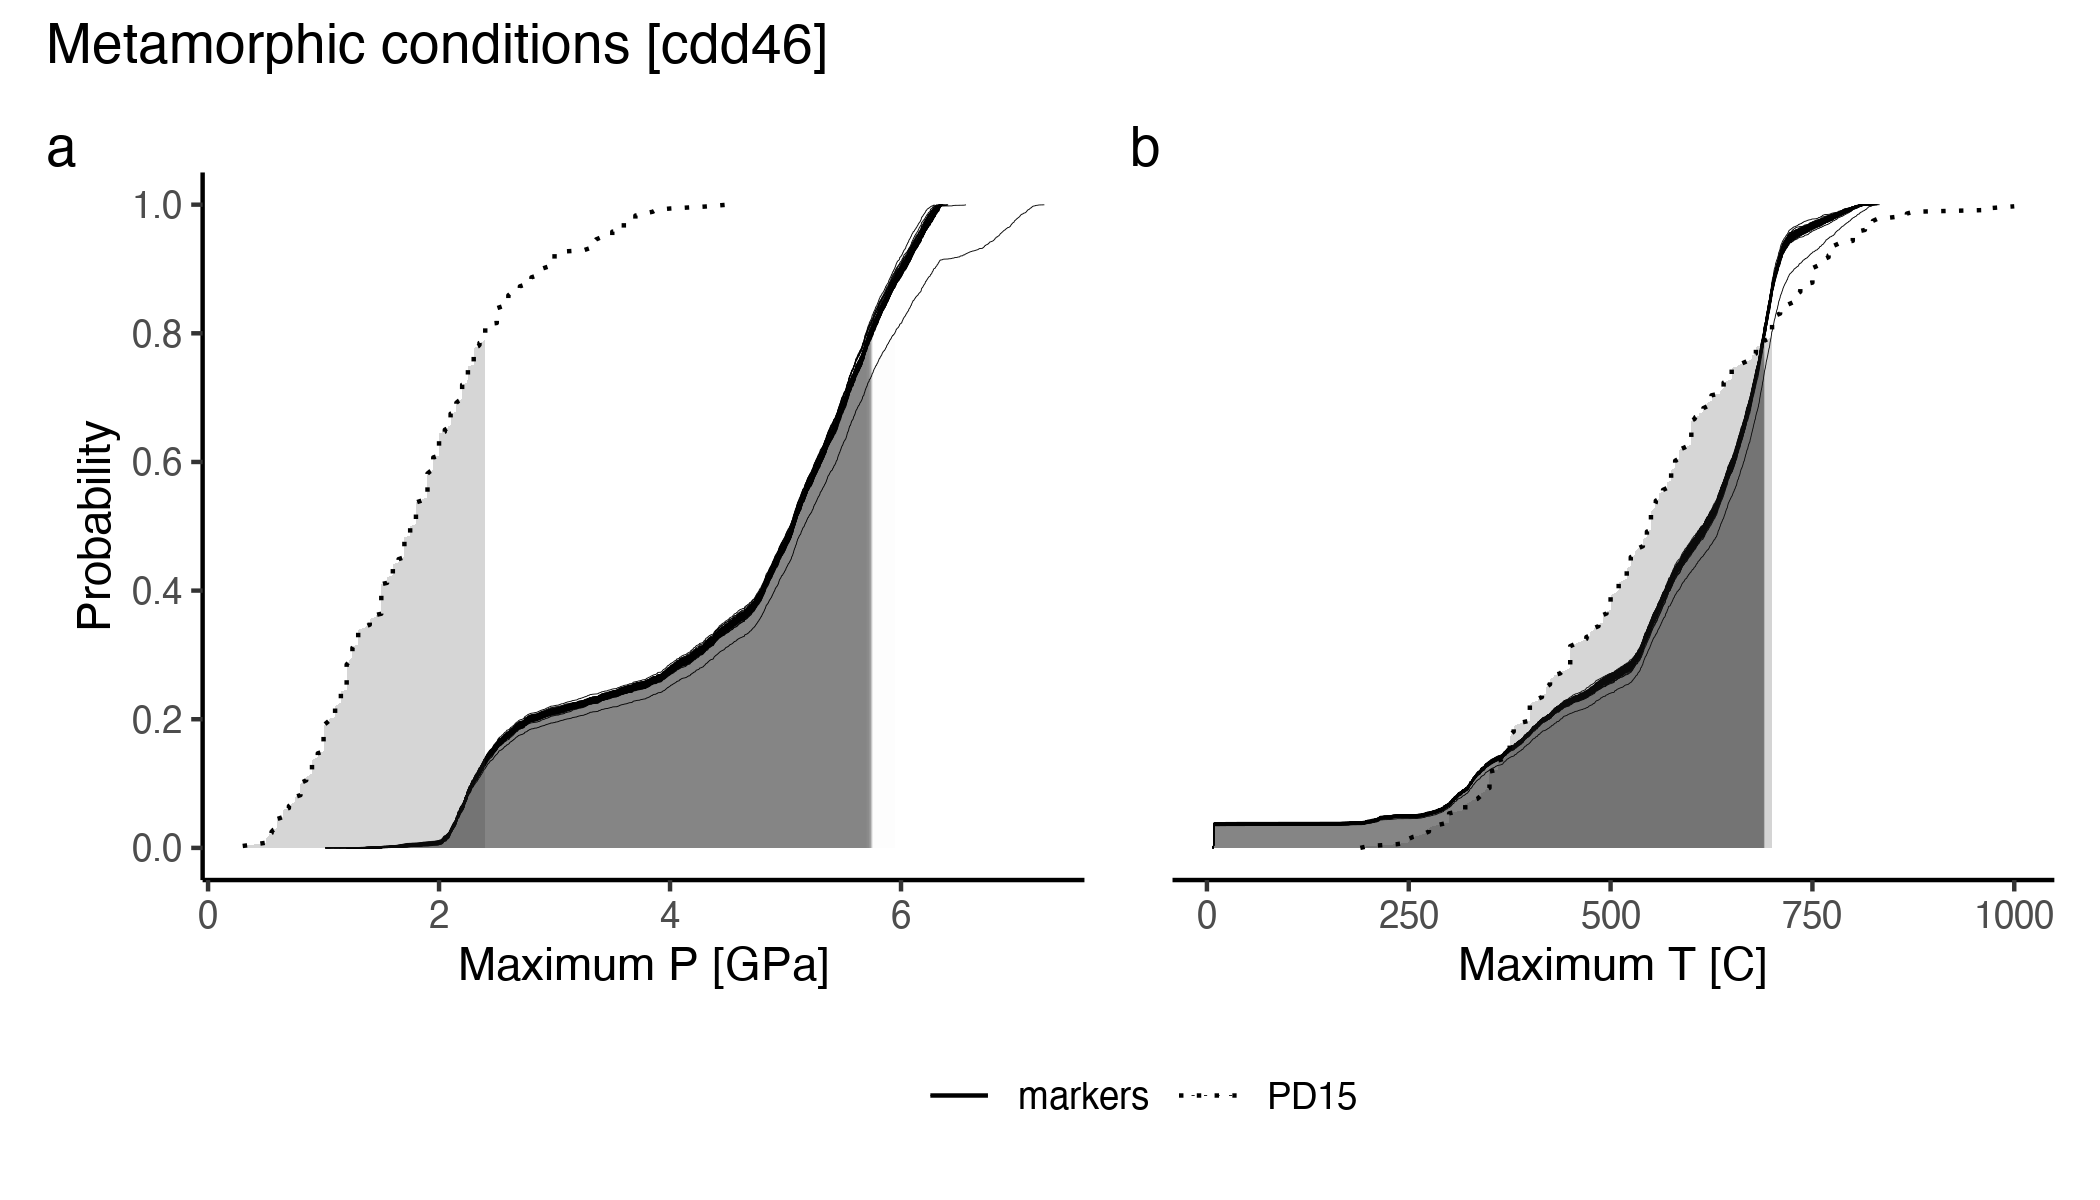 Metamorphic conditions [cdd46]
a
b
1.0
0.8
0.6
0.4
0.2
0.0
Probability
0 2 4 6
0 250 500 750 1000
Maximum P [GPa]
Maximum T [C]
markers PD15